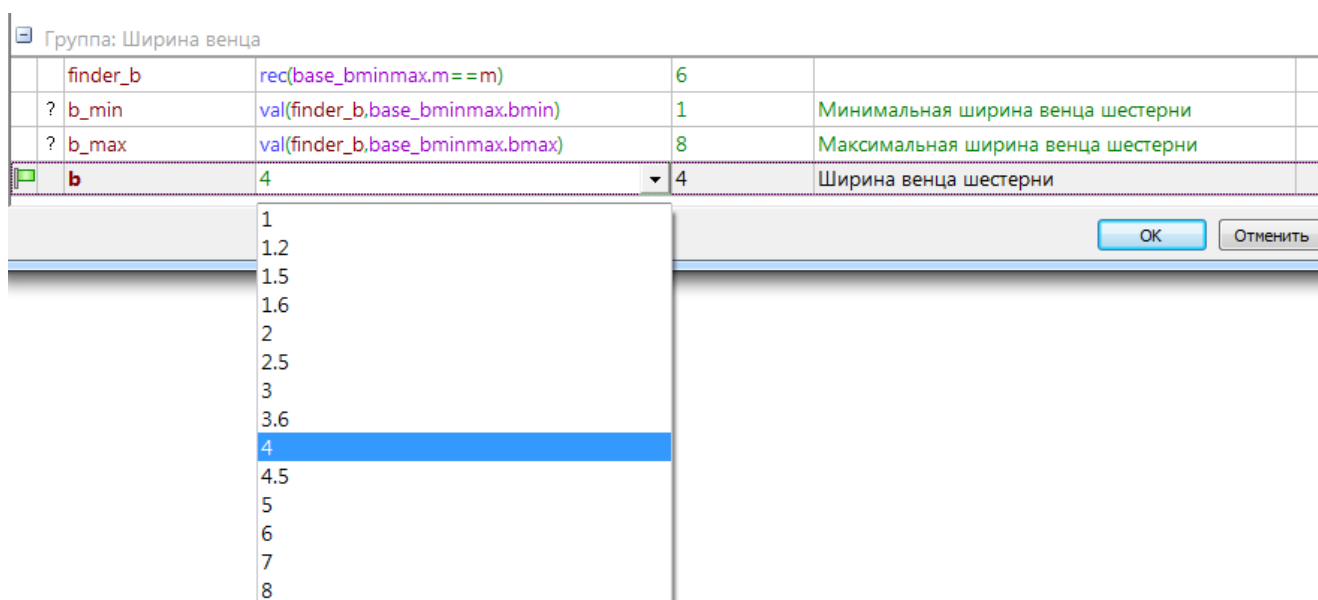 Группа: Ширина венца
finder_b rec(base_bminmax.m==m) 6
? b_min val(finder_b,base_bminmax.bmin) 1 Минимальная ширина венца шестерни
? b_max val(finder_b,base_bminmax.bmax) 8 Максимальная ширина венца шестерни
b 4 4 Ширина венца шестерни
OK Отменить
1
1.2
1.5
1.6
2
2.5
3
3.6
4
4.5
5
6
7
8